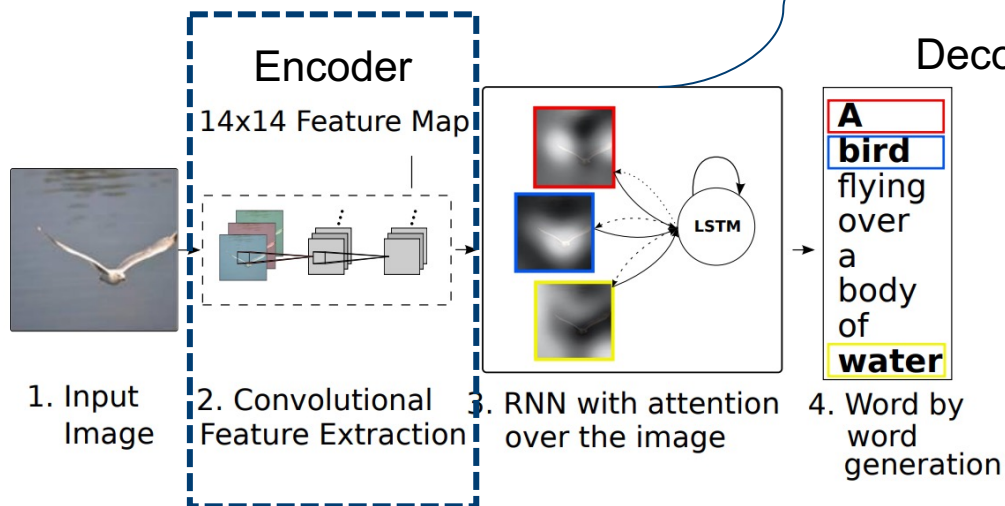 Encoder
Deco
14x14 Feature Map
LSTM
A
bird
flying
over
a
body
of
water
1. Input
Image
2. Convolutional
Feature Extraction
3. RNN with attention
over the image
4. Word by
word
generation